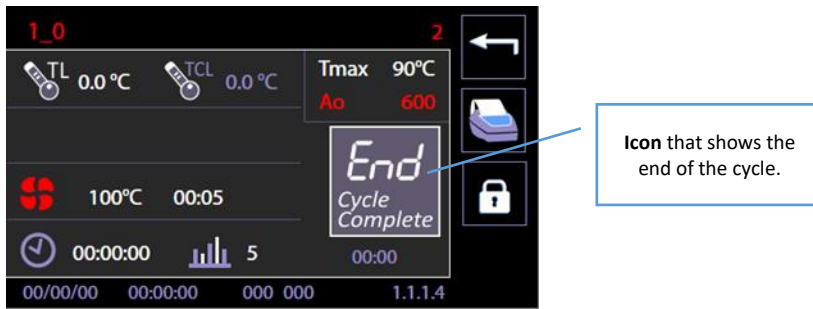 1_0 2
TL 0.0 ºC TCL 0.0 ºC Tmax 90ºC
Ao 600
End
Cycle
Complete
100ºC 00:05
00:00:00 5 00:00
00/00/00 00:00:00 000 000 1.1.1.4
Icon that shows the
end of the cycle.